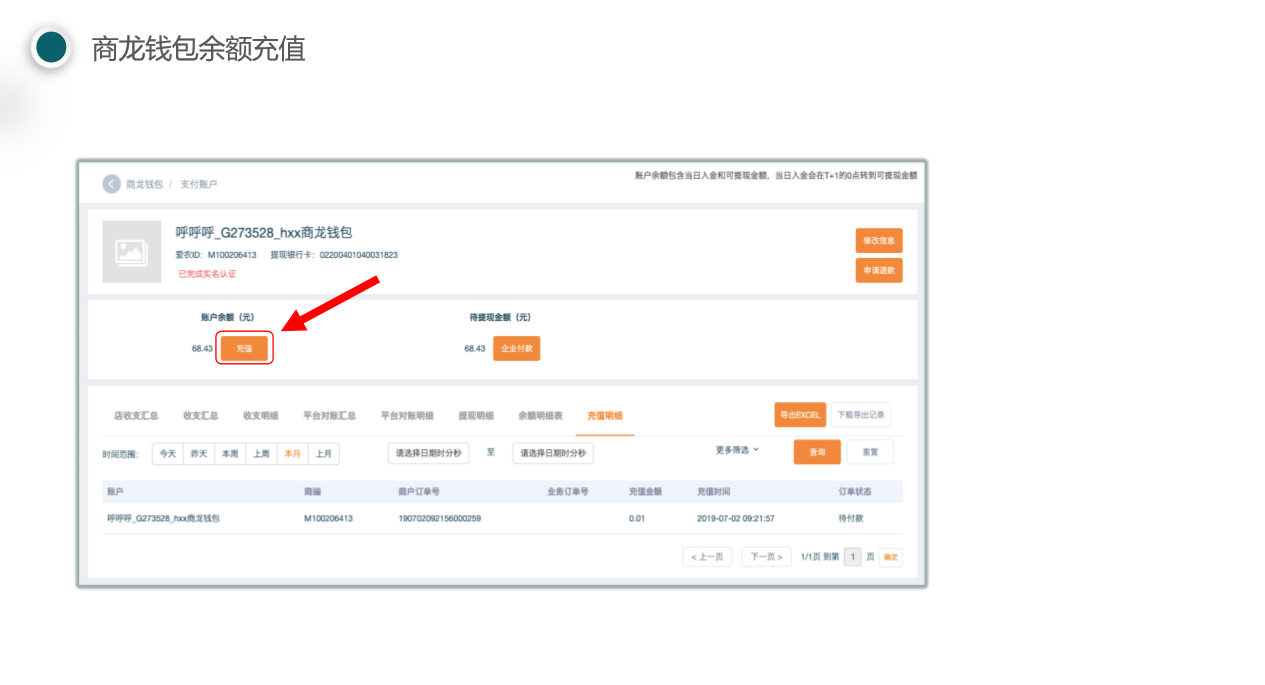 商龙钱包余额充值
商龙钱包 / 支付账户
账户余额包含当日入金和可提现金额，当日入金会在T+1的0点转到可提现金额
呼呼呼_G273528_hxx商龙钱包
爱农ID: M100206413 提现银行卡: 02200401040031823
已完成实名认证
修改信息
申请退款
账户余额（元） 待提现金额（元）
68.43 充值 68.43 企业付款
店收支汇总 收支汇总 收支明细 平台对账汇总 平台对账明细 提现明细 余额明细表 充值明细 导出EXCEL 下载导出记录
时间范围: 今天 昨天 本周 上周 本月 上月 请选择日期时分秒 至 请选择日期时分秒 更多筛选 查询 重置
账户 商编 商户订单号 业务订单号 充值金额 充值时间 订单状态
呼呼呼_G273528_hxx商龙钱包 M100206413 190702092156000259 0.01 2019-07-02 09:21:57 待付款
< 上一页 下一页 > 1/1页 到第 1 页 确定